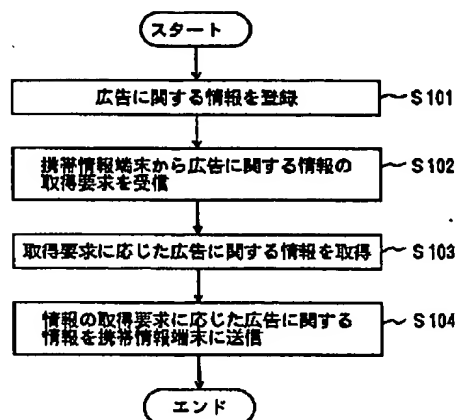 スタート
広告に関する情報を登録
S101
携帯情報端末から広告に関する情報の
取得要求を受信
S102
取得要求に応じた広告に関する情報を取得
S103
情報の取得要求に応じた広告に関する
情報を携帯情報端末に送信
S104
エンド